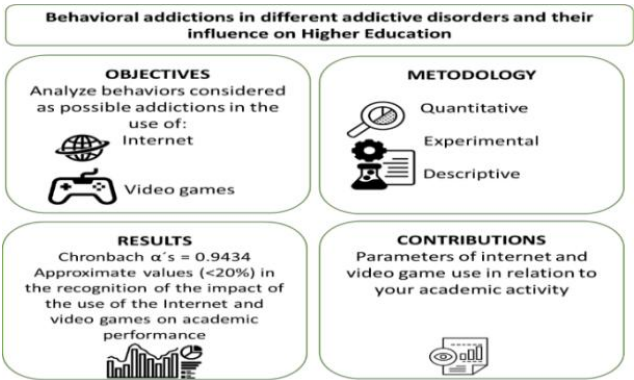 Behavioral addictions in different addictive disorders and their
influence on Higher Education
OBJECTIVES
Analyze behaviors considered
as possible addictions in the
use of:
Internet
Video games
METHODOLOGY
Quantitative
Experimental
Descriptive
RESULTS
Chronbach α´s = 0.9434
Approximate values (<20%) in
the recognition of the impact of
the use of the Internet and
video games on academic
performance
CONTRIBUTIONS
Parameters of internet and
video game use in relation to
your academic activity